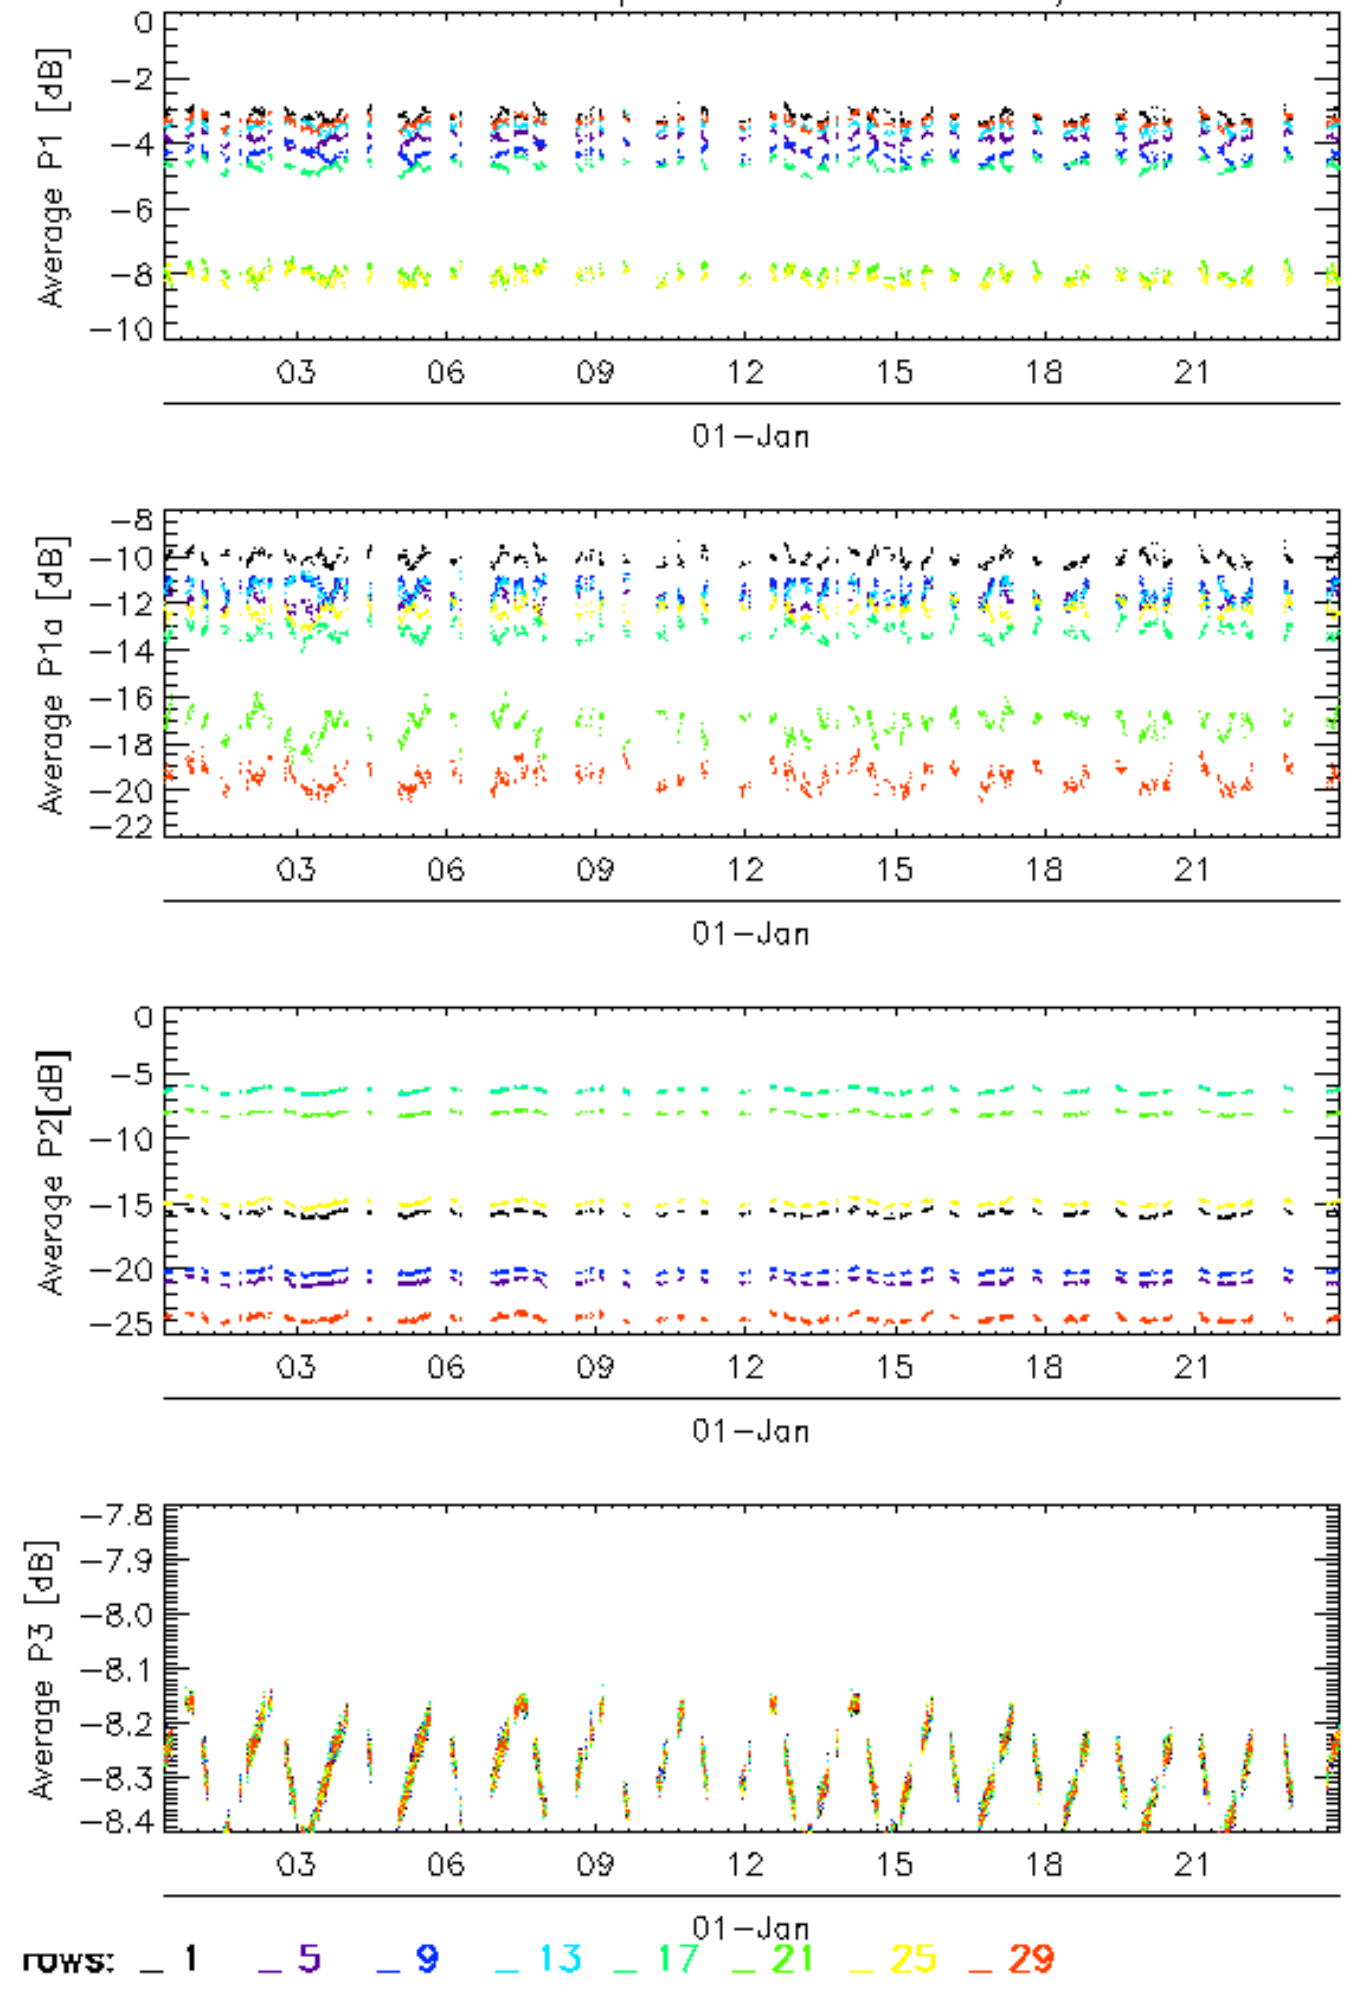 Average P1 [dB]
0
−2
−4
−6
−8
−10
03 06 09 12 15 18 21
01−Jan
Average P1a [dB]
−8
−10
−12
−14
−16
−18
−20
−22
03 06 09 12 15 18 21
01−Jan
Average P2[dB]
0
−5
−10
−15
−20
−25
03 06 09 12 15 18 21
01−Jan
Average P3 [dB]
−7.8
−7.9
−8.0
−8.1
−8.2
−8.3
−8.4
03 06 09 12 15 18 21
01−Jan
rows: _ 1 _ 5 _ 9 _ 13 _ 17 _ 21 _ 25 _ 29